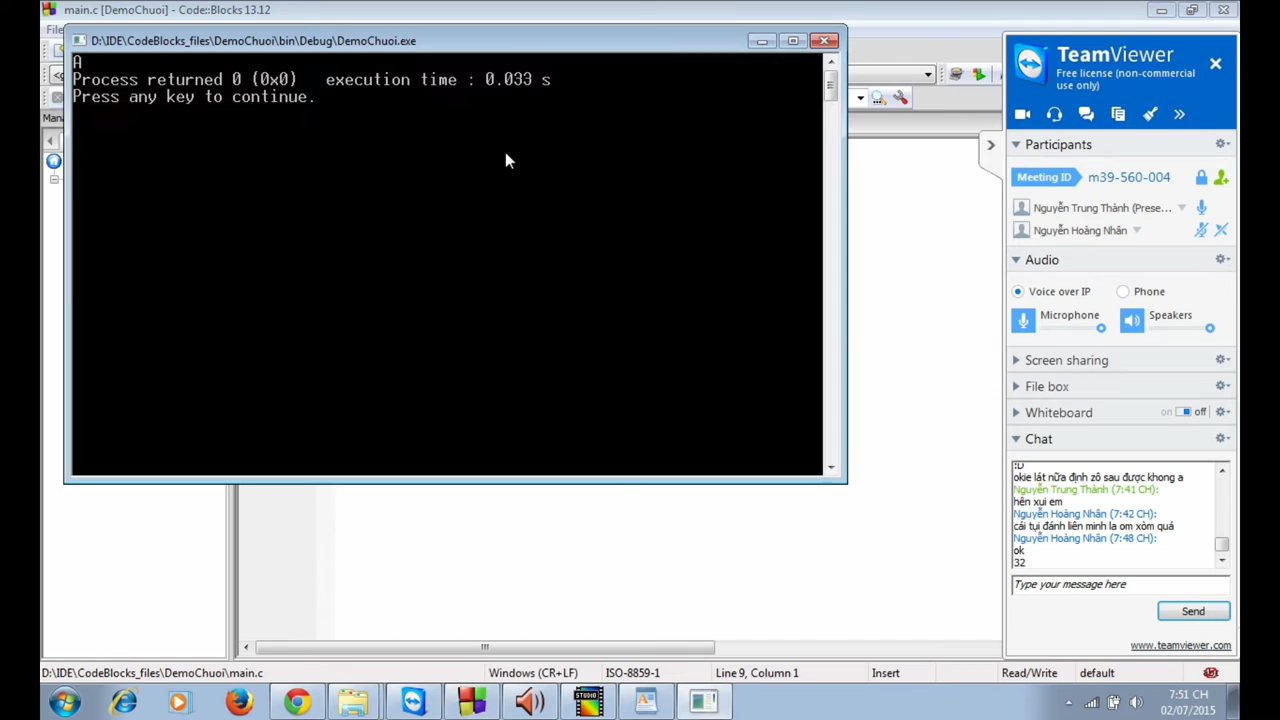 main.c [DemoChuoi] - Code::Blocks 13.12
D:\IDE\CodeBlocks_files\DemoChuoi\bin\Debug\DemoChuoi.exe
A
Process returned 0 (0x0)   execution time : 0.033 s
Press any key to continue.
TeamViewer
Free license (non-commercial
use only)
Participants
Meeting ID m39-560-004
Nguyễn Trung Thành (Prese...
Nguyễn Hoàng Nhân
Audio
Voice over IP
Phone
Microphone
Speakers
Screen sharing
File box
Whiteboard
on off
Chat
:D
okie lát nữa định zô sau được khong a
Nguyễn Trung Thành (7:41 CH):
hên xui em
Nguyễn Hoàng Nhân (7:42 CH):
cái tụi đánh liên minh la om xòm quá
Nguyễn Hoàng Nhân (7:48 CH):
ok
32
Type your message here
Send
www.teamviewer.com
D:\IDE\CodeBlocks_files\DemoChuoi\main.c
Windows (CR+LF)
ISO-8859-1
Line 9, Column 1
Insert
Read/Write
default
STUDIO
7:51 CH
02/07/2015